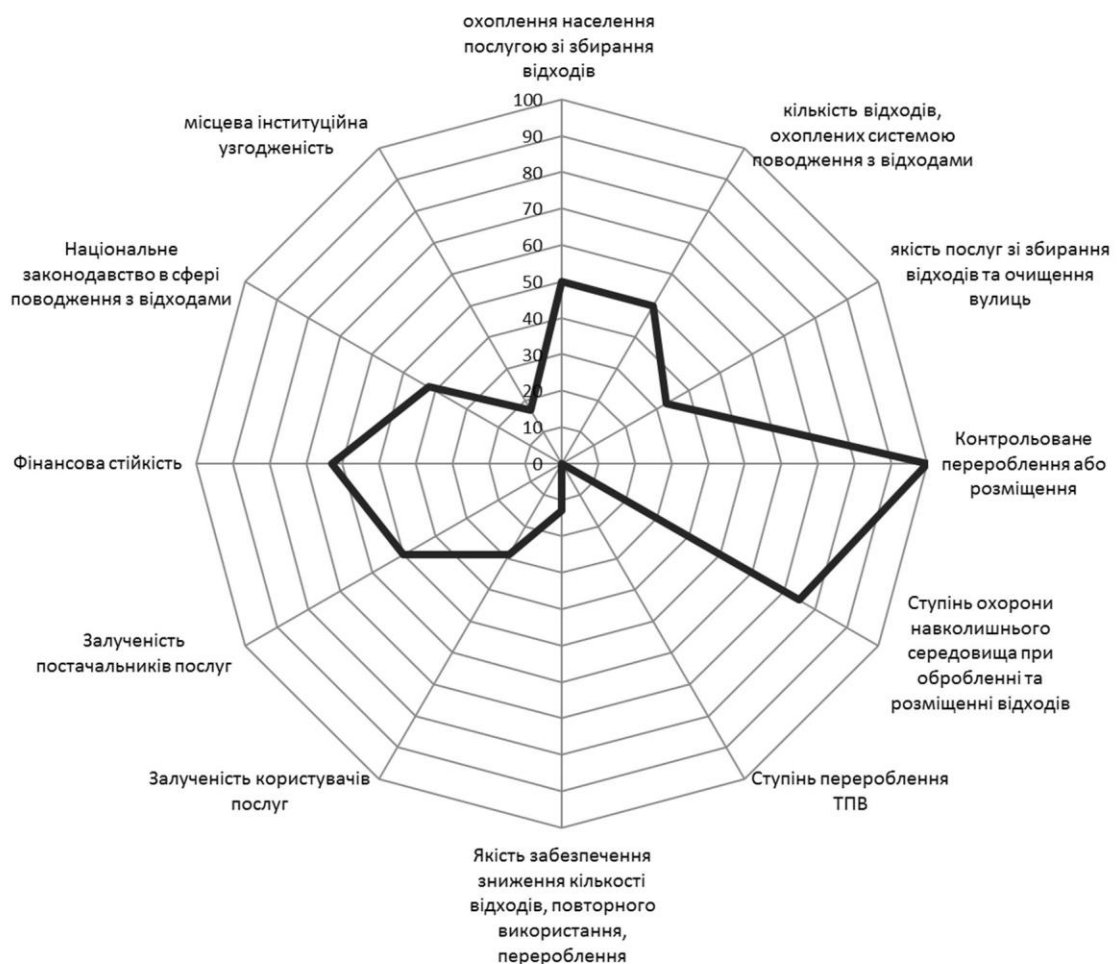 охоплення населення
послугою зі збирання
відходів
кількість відходів,
охоплених системою
поводження з відходами
якість послуг зі збирання
відходів та очищення
вулиць
Контрольоване
перероблення або
розміщення
Ступінь охорони
навколишнього
середовища при
обробленні та
розміщенні відходів
Ступінь перероблення
ТПВ
Якість забезпечення
зниження кількості
відходів, повторного
використання,
перероблення
Залученість користувачів
послуг
Залученість
постачальників послуг
Фінансова стійкість
Національне
законодавство в сфері
поводження з відходами
місцева інституційна
узгодженість
100
90
80
70
60
50
40
30
20
10
0